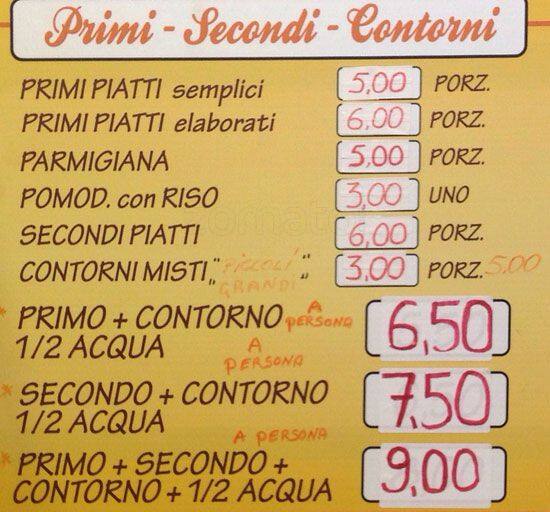 Primi - Secondi - Contorni
PRIMI PIATTI semplici 5,00 PORZ.
PRIMI PIATTI elaborati 6,00 PORZ.
PARMIGIANA 5,00 PORZ.
POMOD. con RISO 3,00 UNO
SECONDI PIATTI 6,00 PORZ.
CONTORNI MISTI " PICCOLI " 3,00 PORZ. 5,00
GRANDI
* PRIMO + CONTORNO A PERSONA 6,50
1/2 ACQUA
A PERSONA
* SECONDO + CONTORNO 7,50
1/2 ACQUA
A PERSONA
* PRIMO + SECONDO + 9,00
CONTORNO + 1/2 ACQUA